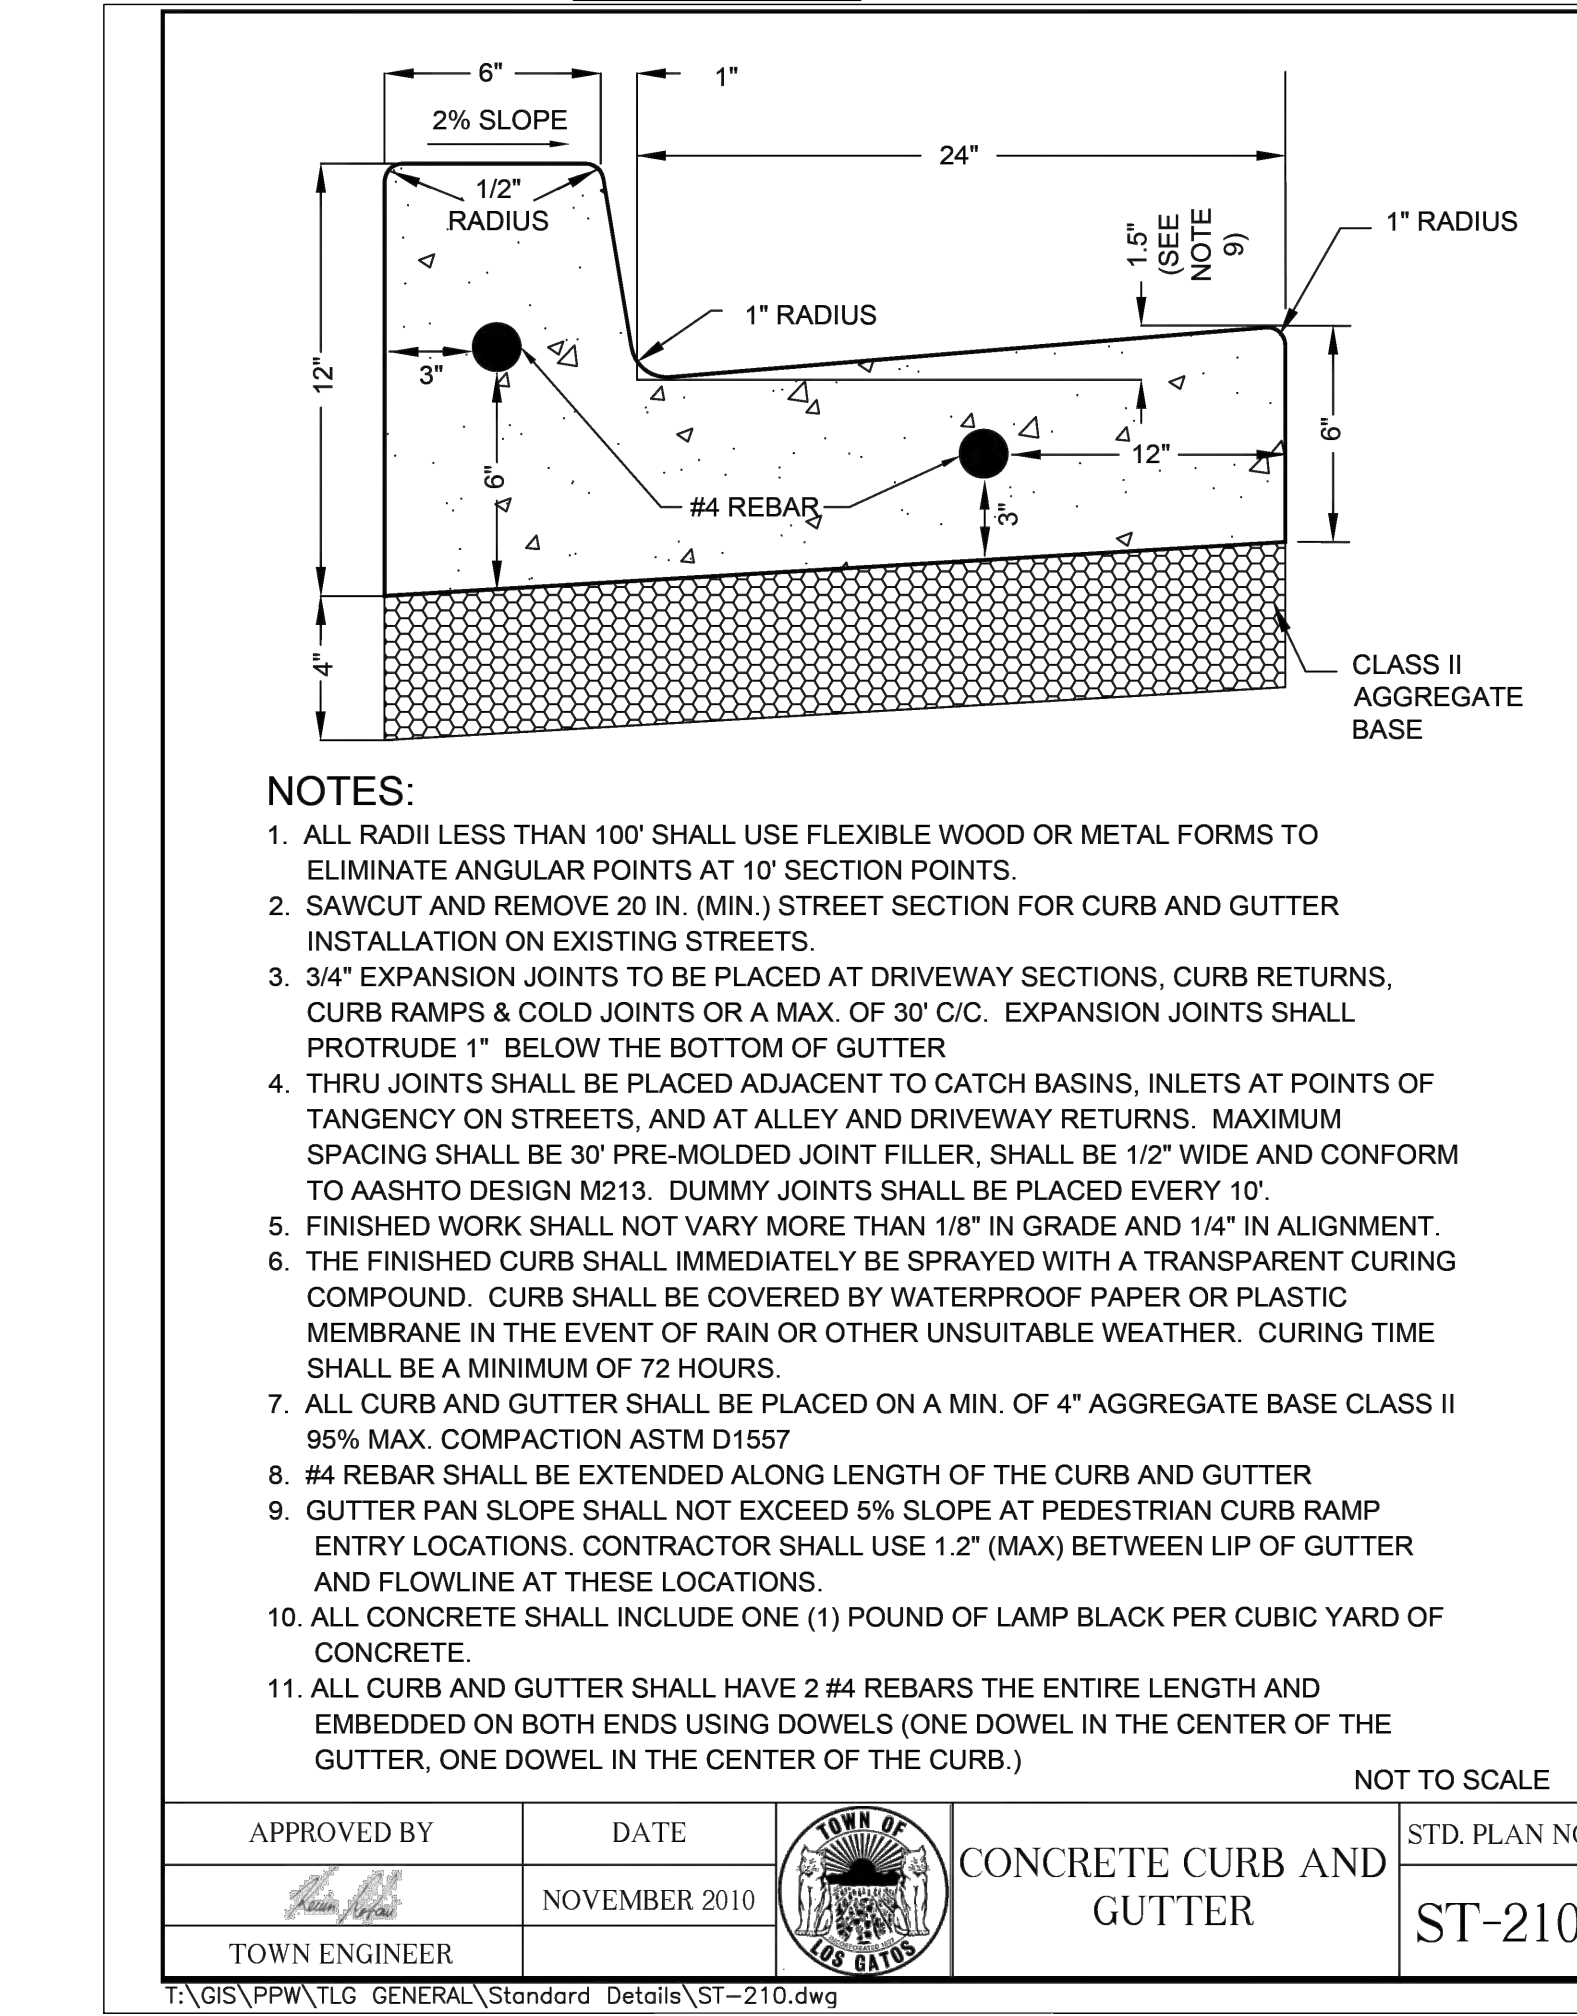 6" 1"
2% SLOPE
24"
1/2"
RADIUS
1.5"
(SEE
NOTE
9)
1" RADIUS
1" RADIUS
12"
3"
6"
12"
6"
#4 REBAR
3"
4"
CLASS II
AGGREGATE
BASE
NOTES:
1. ALL RADII LESS THAN 100' SHALL USE FLEXIBLE WOOD OR METAL FORMS TO
ELIMINATE ANGULAR POINTS AT 10' SECTION POINTS.
2. SAWCUT AND REMOVE 20 IN. (MIN.) STREET SECTION FOR CURB AND GUTTER
INSTALLATION ON EXISTING STREETS.
3. 3/4" EXPANSION JOINTS TO BE PLACED AT DRIVEWAY SECTIONS, CURB RETURNS,
CURB RAMPS & COLD JOINTS OR A MAX. OF 30' C/C. EXPANSION JOINTS SHALL
PROTRUDE 1" BELOW THE BOTTOM OF GUTTER
4. THRU JOINTS SHALL BE PLACED ADJACENT TO CATCH BASINS, INLETS AT POINTS OF
TANGENCY ON STREETS, AND AT ALLEY AND DRIVEWAY RETURNS. MAXIMUM
SPACING SHALL BE 30' PRE-MOLDED JOINT FILLER, SHALL BE 1/2" WIDE AND CONFORM
TO AASHTO DESIGN M213. DUMMY JOINTS SHALL BE PLACED EVERY 10'.
5. FINISHED WORK SHALL NOT VARY MORE THAN 1/8" IN GRADE AND 1/4" IN ALIGNMENT.
6. THE FINISHED CURB SHALL IMMEDIATELY BE SPRAYED WITH A TRANSPARENT CURING
COMPOUND. CURB SHALL BE COVERED BY WATERPROOF PAPER OR PLASTIC
MEMBRANE IN THE EVENT OF RAIN OR OTHER UNSUITABLE WEATHER. CURING TIME
SHALL BE A MINIMUM OF 72 HOURS.
7. ALL CURB AND GUTTER SHALL BE PLACED ON A MIN. OF 4" AGGREGATE BASE CLASS II
95% MAX. COMPACTION ASTM D1557
8. #4 REBAR SHALL BE EXTENDED ALONG LENGTH OF THE CURB AND GUTTER
9. GUTTER PAN SLOPE SHALL NOT EXCEED 5% SLOPE AT PEDESTRIAN CURB RAMP
ENTRY LOCATIONS. CONTRACTOR SHALL USE 1.2" (MAX) BETWEEN LIP OF GUTTER
AND FLOWLINE AT THESE LOCATIONS.
10. ALL CONCRETE SHALL INCLUDE ONE (1) POUND OF LAMP BLACK PER CUBIC YARD OF
CONCRETE.
11. ALL CURB AND GUTTER SHALL HAVE 2 #4 REBARS THE ENTIRE LENGTH AND
EMBEDDED ON BOTH ENDS USING DOWELS (ONE DOWEL IN THE CENTER OF THE
GUTTER, ONE DOWEL IN THE CENTER OF THE CURB.)
NOT TO SCALE
APPROVED BY
TOWN ENGINEER
DATE
NOVEMBER 2010
TOWN OF
LOS GATOS
CONCRETE CURB AND
GUTTER
STD. PLAN
ST-210
T:\GIS\PPW\TLG GENERAL\Standard Details\ST-210.dwg